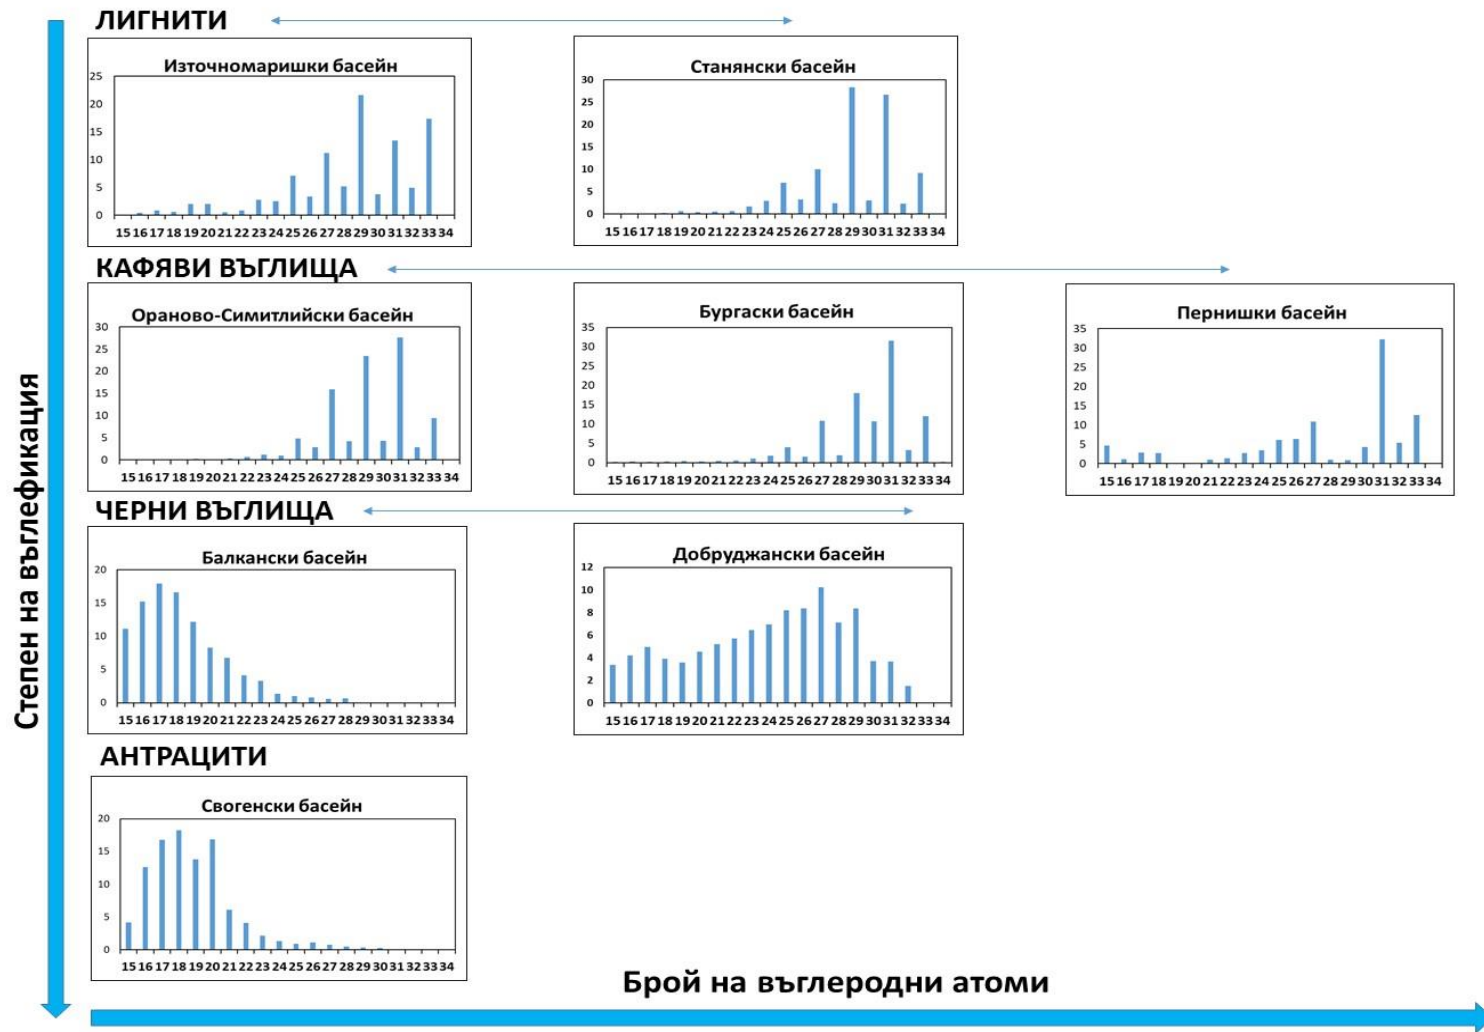 ЛИГНИТИ
Източномаришки басейн
25
20
15
10
5
0
15 16 17 18 19 20 21 22 23 24 25 26 27 28 29 30 31 32 33 34
Станянски басейн
30
25
20
15
10
5
0
15 16 17 18 19 20 21 22 23 24 25 26 27 28 29 30 31 32 33 34
КАФЯВИ ВЪГЛИЩА
Ораново-Симитлийски басейн
30
25
20
15
10
5
0
15 16 17 18 19 20 21 22 23 24 25 26 27 28 29 30 31 32 33 34
Бургаски басейн
35
30
25
20
15
10
5
0
15 16 17 18 19 20 21 22 23 24 25 26 27 28 29 30 31 32 33 34
Пернишки басейн
35
30
25
20
15
10
5
0
15 16 17 18 19 20 21 22 23 24 25 26 27 28 29 30 31 32 33 34
ЧЕРНИ ВЪГЛИЩА
Балкански басейн
20
15
10
5
0
15 16 17 18 19 20 21 22 23 24 25 26 27 28 29 30 31 32 33 34
Добруджански басейн
12
10
8
6
4
2
0
15 16 17 18 19 20 21 22 23 24 25 26 27 28 29 30 31 32 33 34
АНТРАЦИТИ
Свогенски басейн
20
15
10
5
0
15 16 17 18 19 20 21 22 23 24 25 26 27 28 29 30 31 32 33 34
Степен на въглефикация
Брой на въглеродни атоми